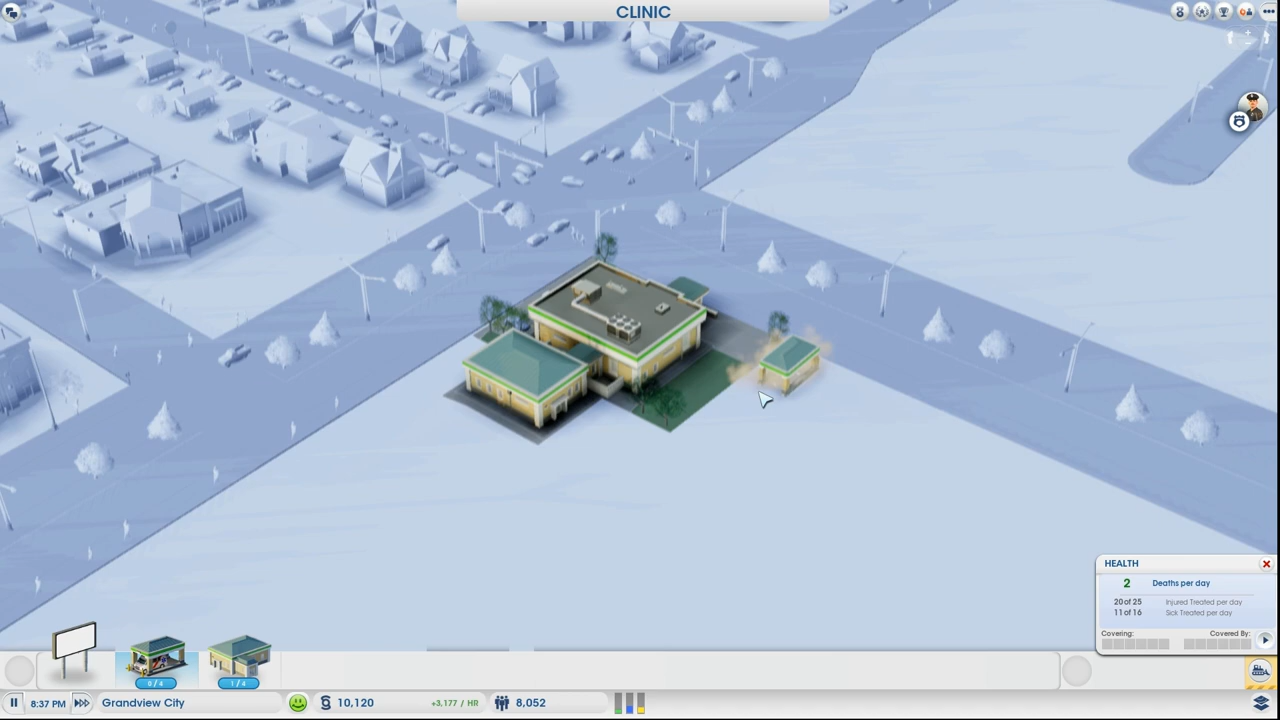 CLINIC
HEALTH
2 Deaths per day
20 of 25 Injured Treated per day
11 of 16 Sick Treated per day
Covering: Covered By:
0 / 4
1 / 4
8:37 PM Grandview City 10,120 +3,177 / HR 8,052